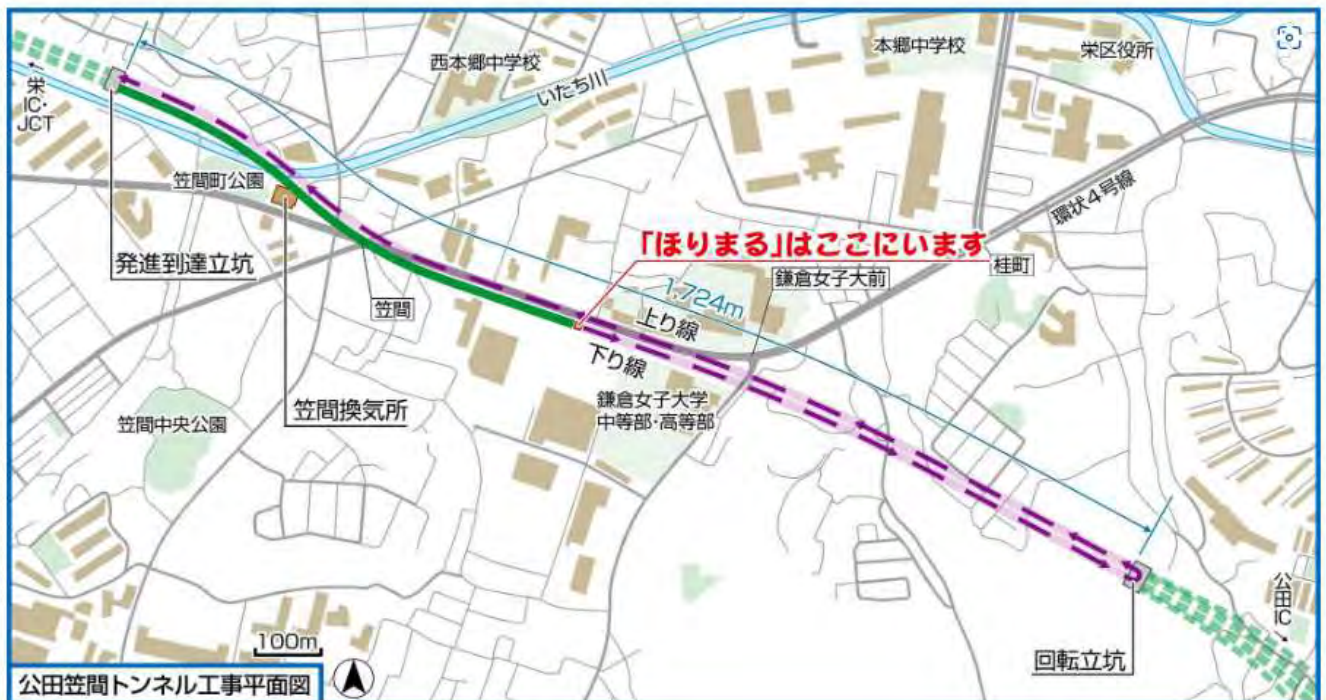 西本郷中学校
本郷中学校
栄区役所
いたち川
栄
IC・
JCT
笠間町公園
環状4号線
「ほりまる」はここにいます
発進到達立坑
桂町
鎌倉女子大前
1,724m
笠間
上り線
下り線
笠間換気所
鎌倉女子大学
中等部・高等部
笠間中央公園
公田IC
100m
回転立坑
公田笠間トンネル工事平面図